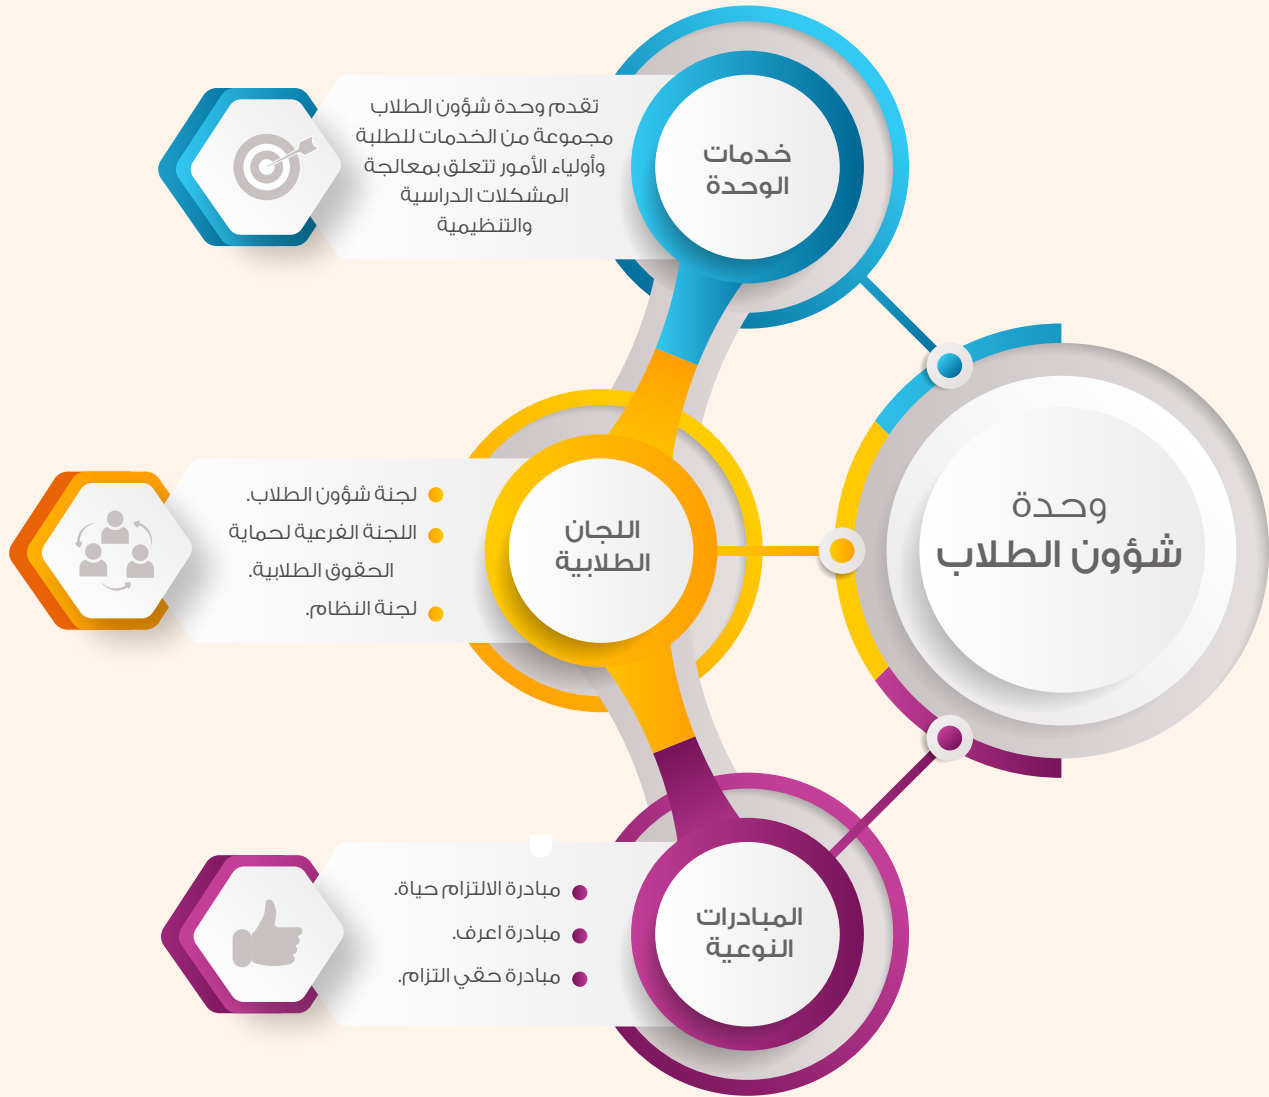 وحدة
شؤون الطلاب
خدمات
الوحدة
تقدم وحدة شؤون الطلاب
مجموعة من الخدمات للطلبة
وأولياء الأمور تتعلق بمعالجة
المشكلات الدراسية
والتنظيمية
اللجان
الطلابية
لجنة شؤون الطلاب.
اللجنة الفرعية لحماية
الحقوق الطلابية.
لجنة النظام.
المبادرات
النوعية
مبادرة الالتزام حياة.
مبادرة اعرف.
مبادرة حقي التزام.